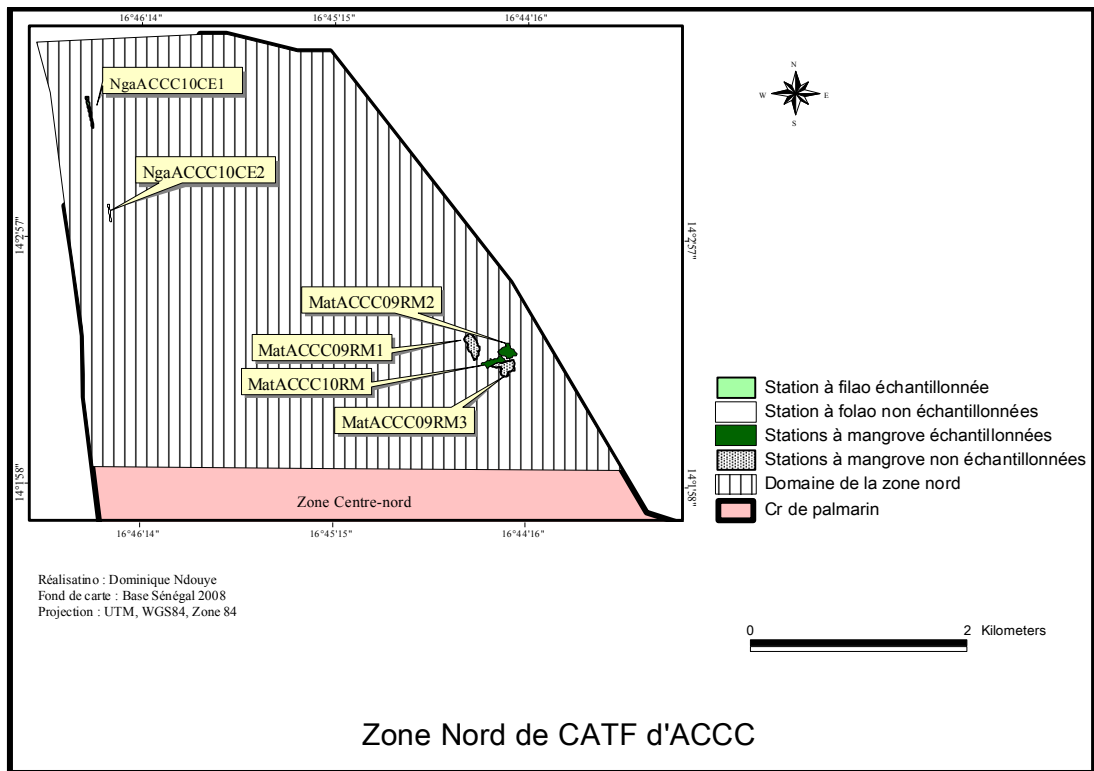 16°46'14"
16°45'15"
16°44'16"
NgaACCC10CE1
N
W
E
S
NgaACCC10CE2
14°2'57"
14°2'57"
MatACCC09RM2
MatACCC09RM1
MatACCC10RM
MatACCC09RM3
Station à filao échantillonnée
Station à folao non échantillonnées
Stations à mangrove échantillonnées
Stations à mangrove non échantillonnées
Domaine de la zone nord
Cr de palmarin
14°1'58"
14°1'58"
Zone Centre-nord
16°46'14"
16°45'15"
16°44'16"
Réalisatino : Dominique Ndouye
Fond de carte : Base Sénégal 2008
Projection : UTM, WGS84, Zone 84
0
2 Kilometers
Zone Nord de CATF d'ACCC